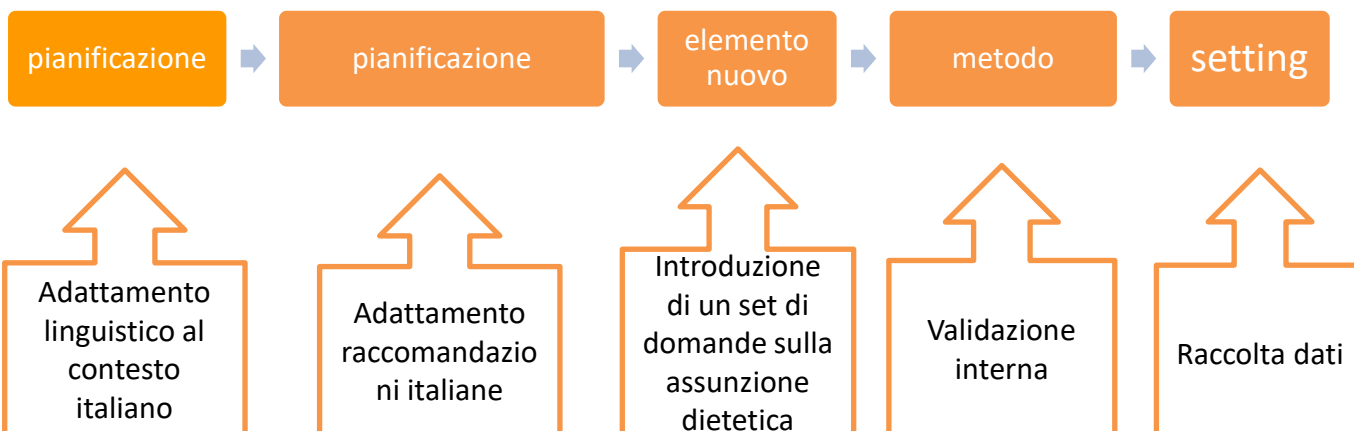 pianificazione
pianificazione
elemento
nuovo
metodo
setting
Adattamento
linguistico al
contesto
italiano
Adattamento
raccomandazio
ni italiane
Introduzione
di un set di
domande sulla
assunzione
dietetica
Validazione
interna
Raccolta dati